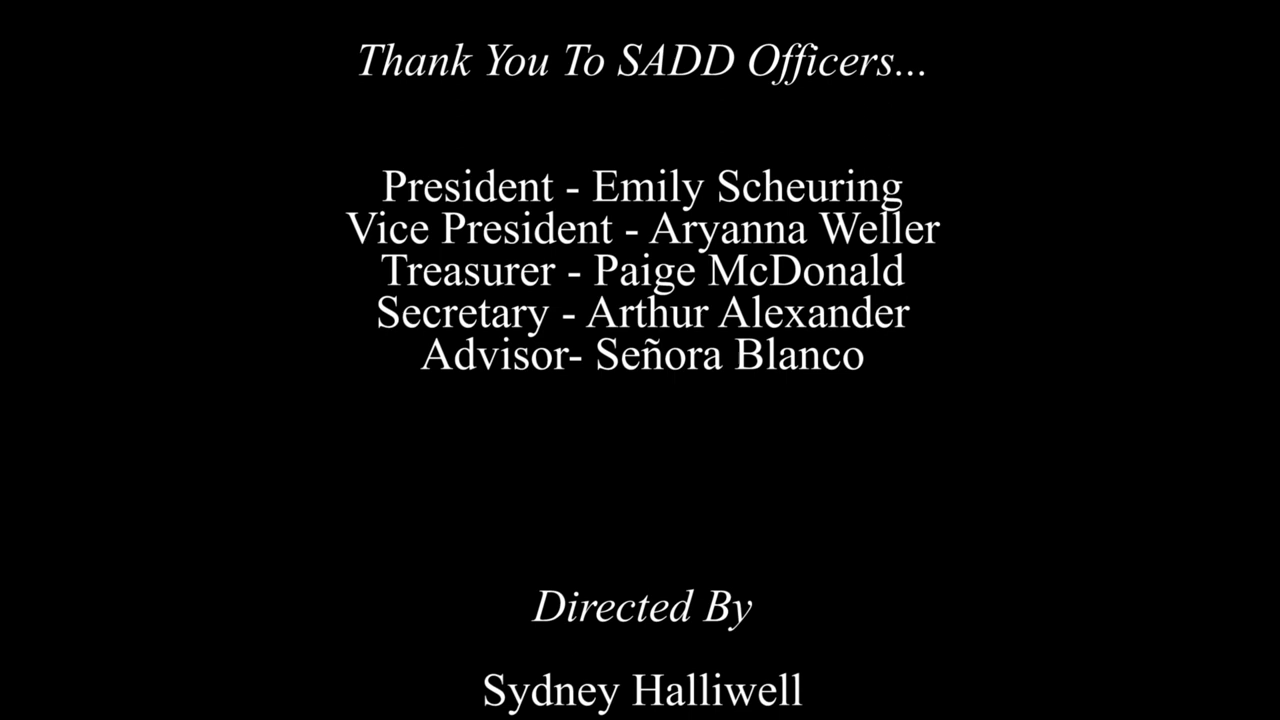 Thank You To SADD Officers...
President - Emily Scheuring
Vice President - Aryanna Weller
Treasurer - Paige McDonald
Secretary - Arthur Alexander
Advisor- Señora Blanco
Directed By
Sydney Halliwell